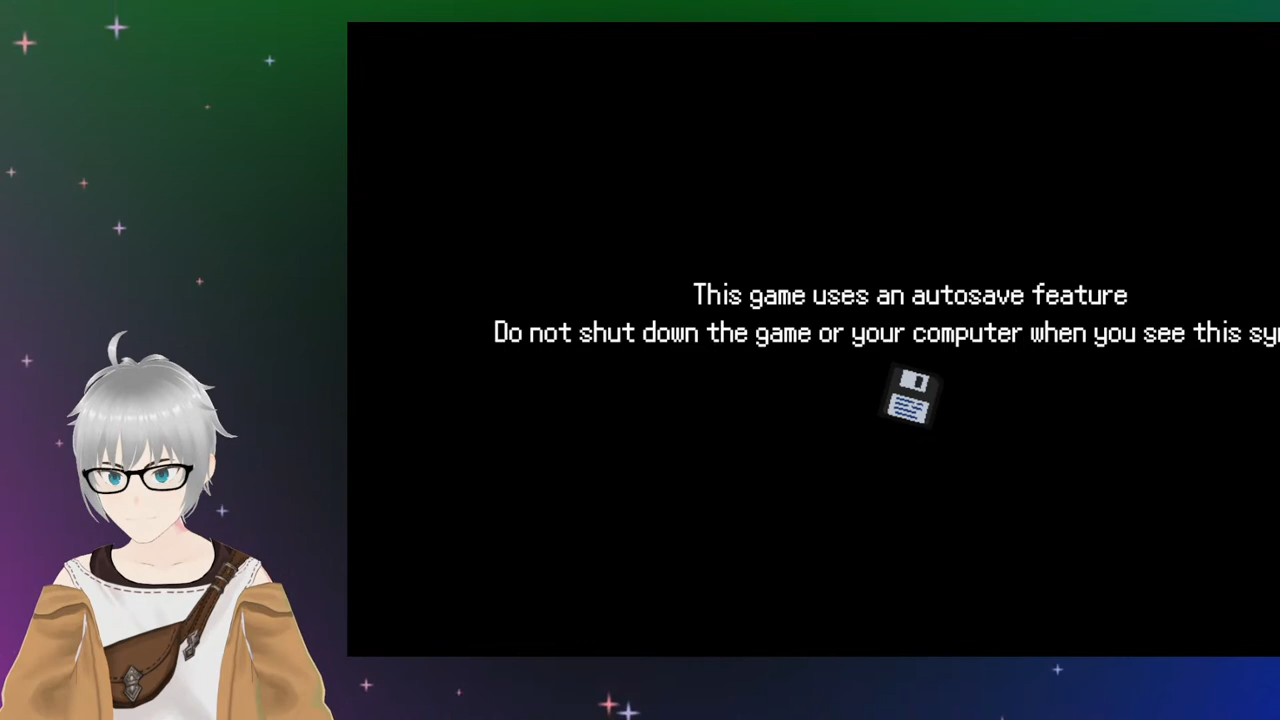 This game uses an autosave feature
Do not shut down the game or your computer when you see this